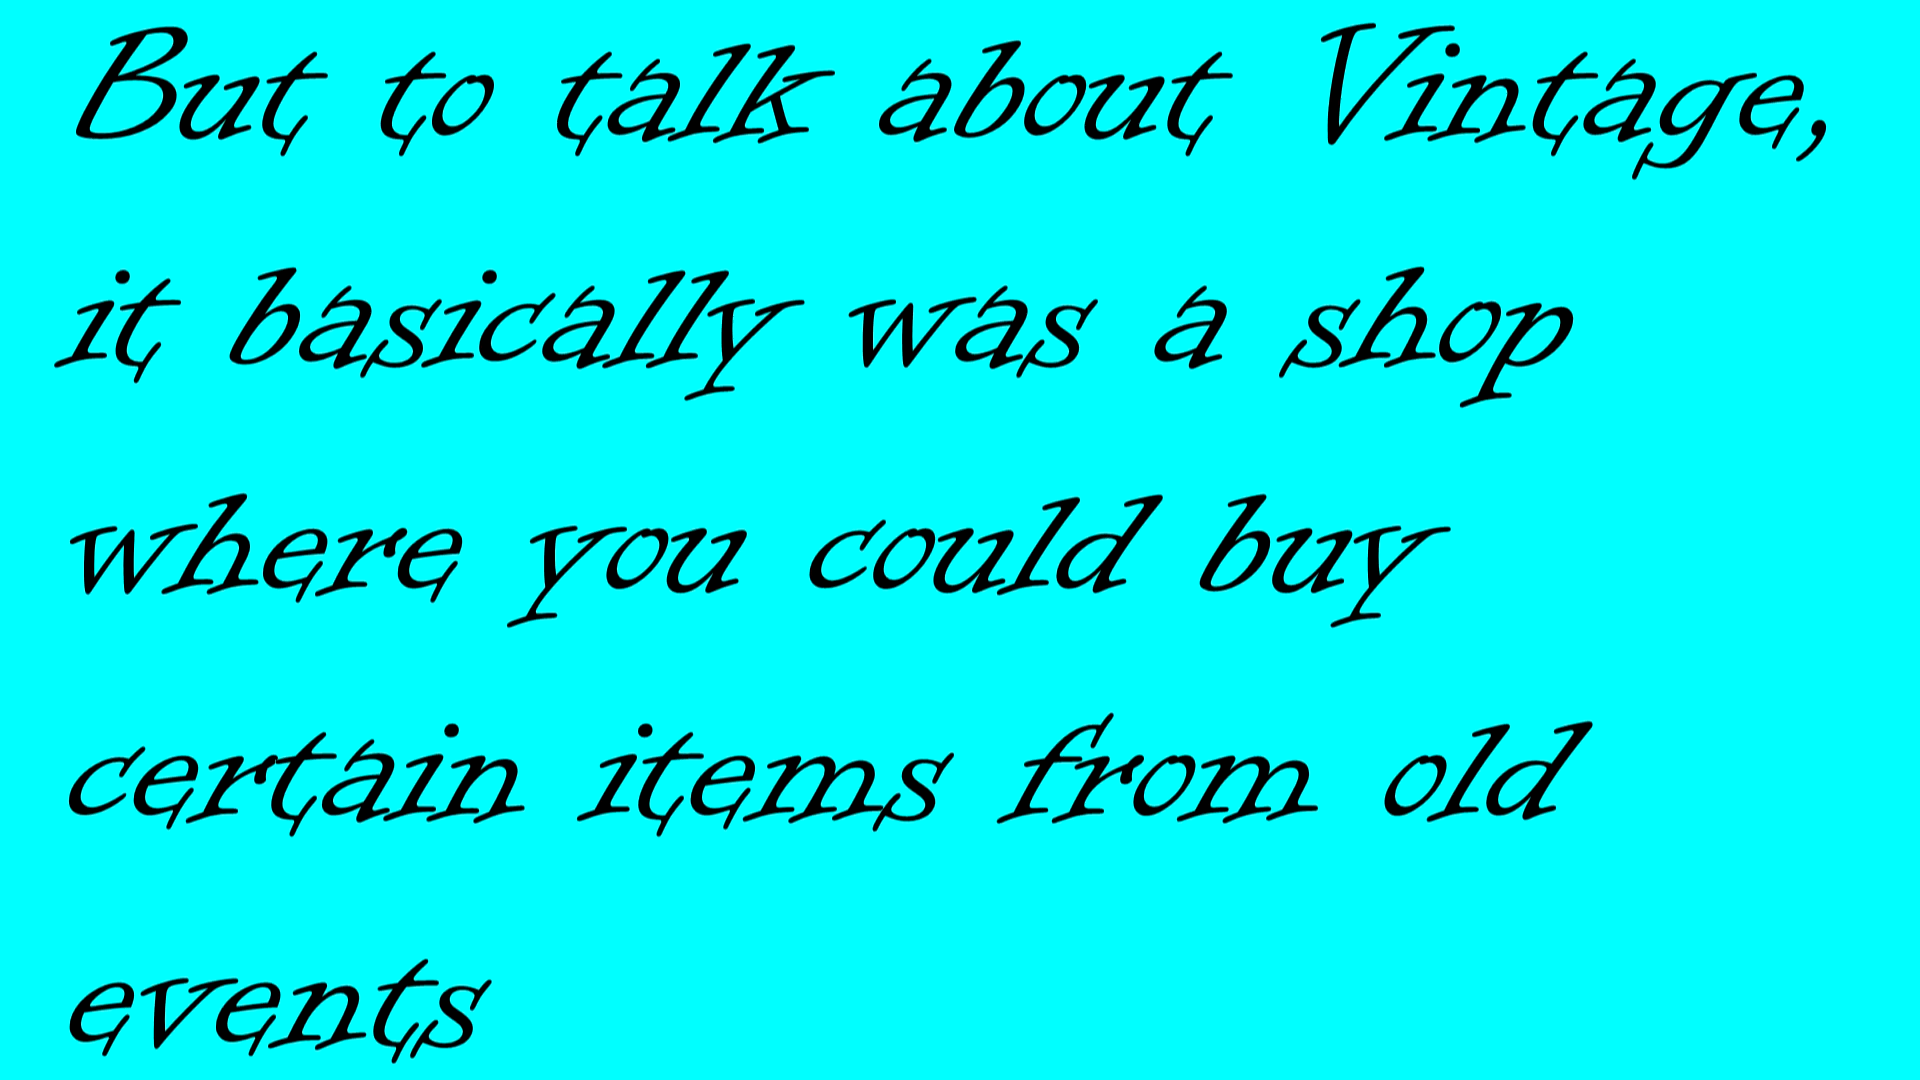 But to talk about Vintage,
it basically was a shop
where you could buy
certain items from old
events